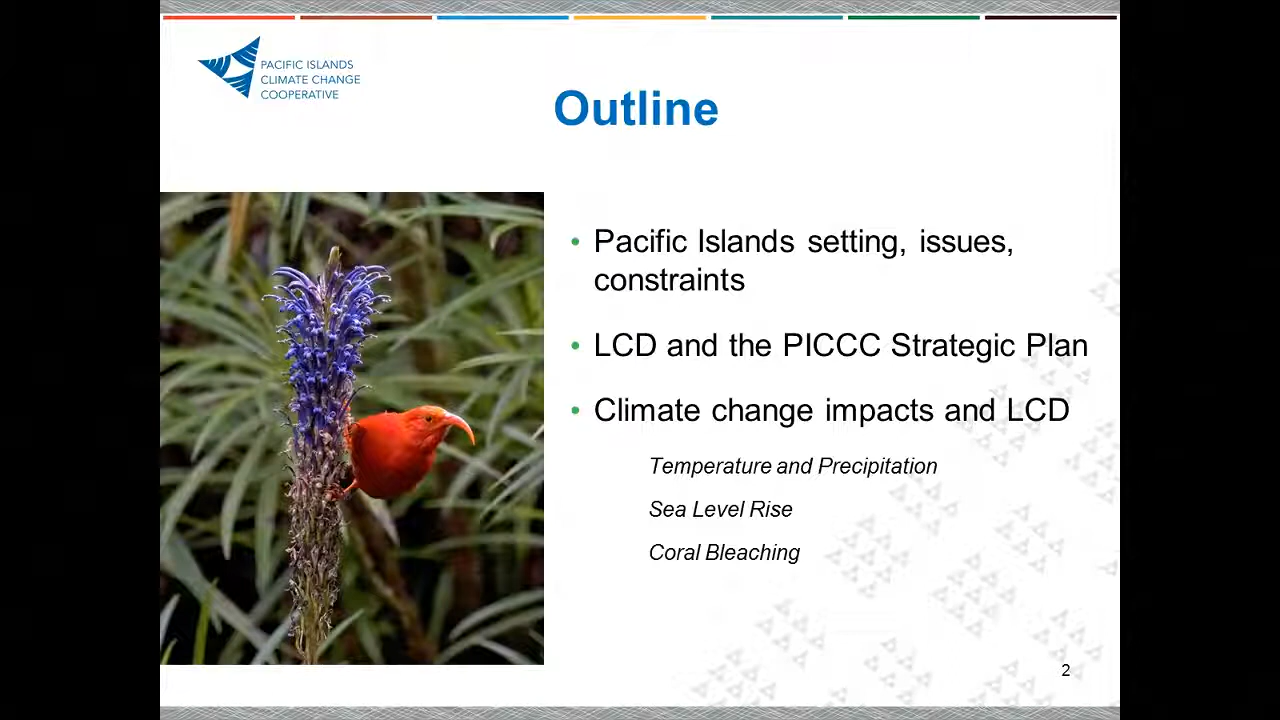 PACIFIC ISLANDS
CLIMATE CHANGE
COOPERATIVE
Outline
• Pacific Islands setting, issues,
constraints
• LCD and the PICCC Strategic Plan
• Climate change impacts and LCD
Temperature and Precipitation
Sea Level Rise
Coral Bleaching
2